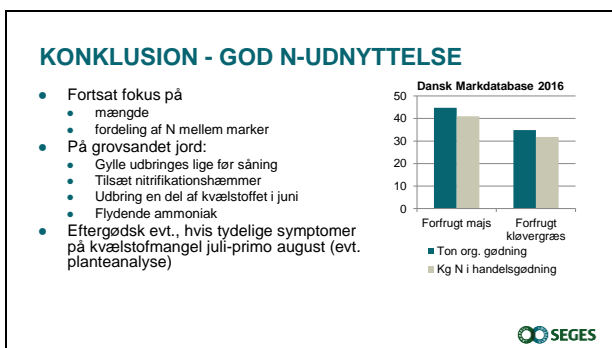 KONKLUSION - GOD N-UDNYTTELSE
● Fortsat fokus på
● mængde
● fordeling af N mellem marker
● På grovsandet jord:
● Gylle udbringes lige før såning
● Tilsæt nitrifikationshæmmer
● Udbring en del af kvælstoffet i juni
● Flydende ammoniak
● Eftergødsk evt., hvis tydelige symptomer
på kvælstofmangel juli-primo august (evt.
planteanalyse)
Dansk Markdatabase 2016
50
40
30
20
10
0
Forfrugt majs
Forfrugt
kløvergræs
Ton org. gødning
Kg N i handelsgødning
SEGES